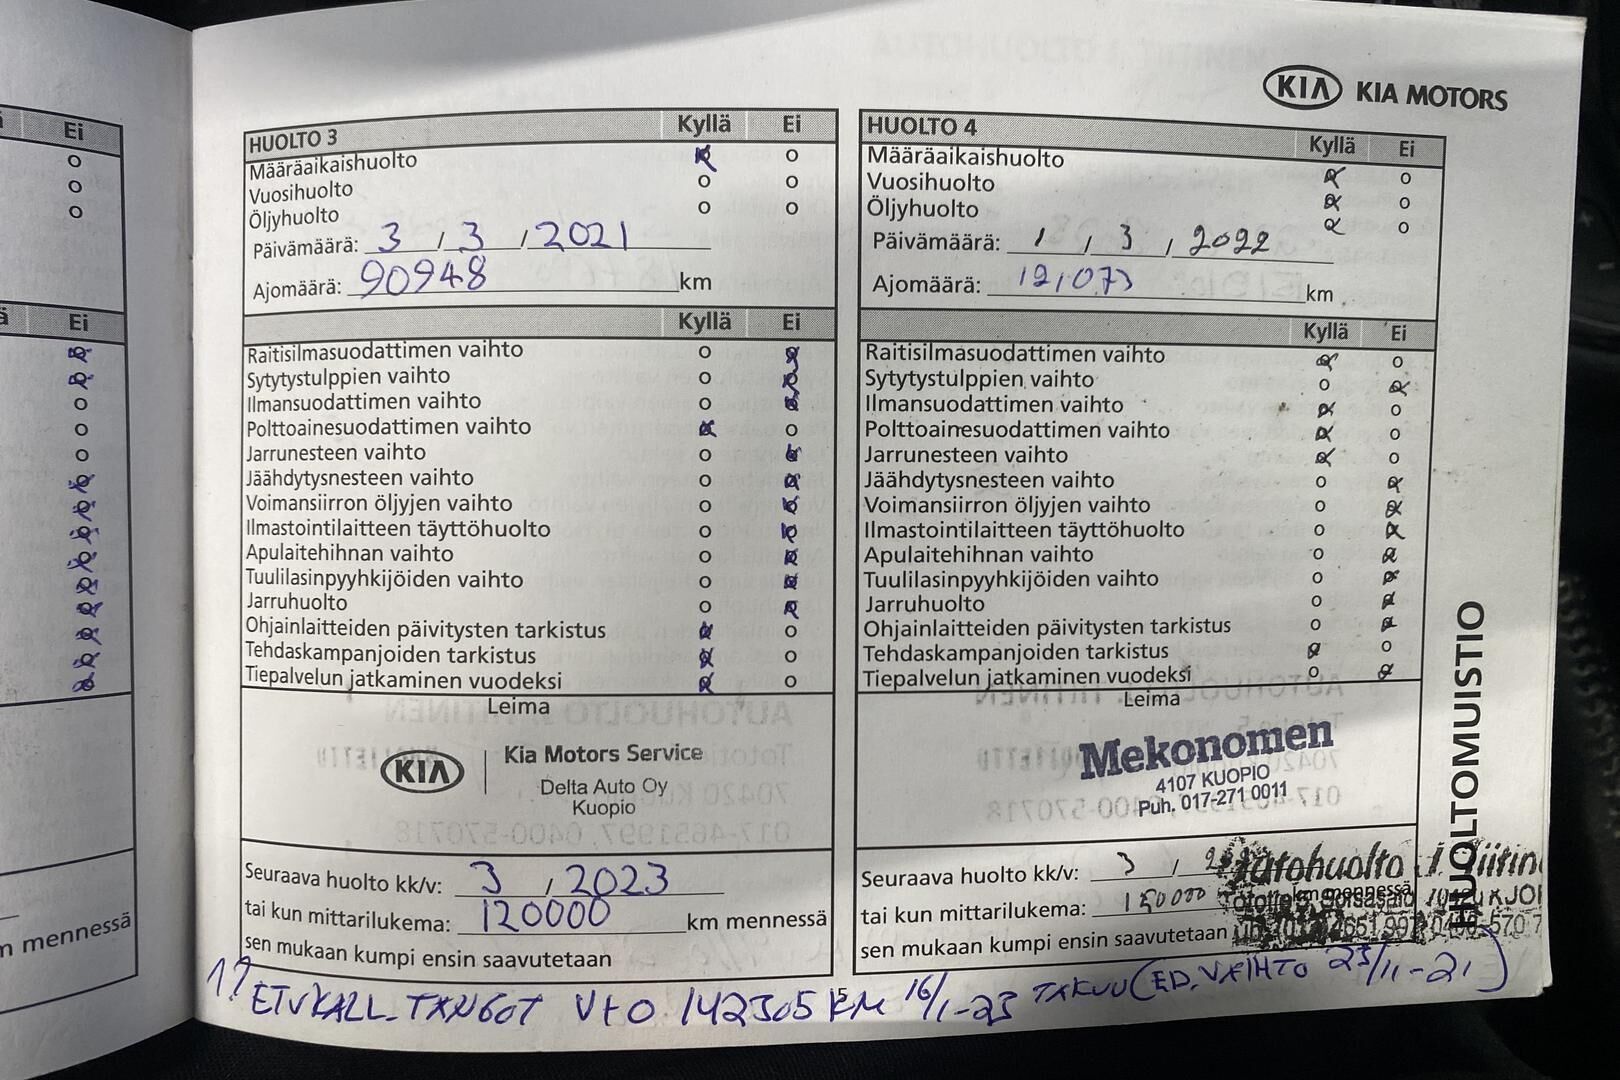 Ei
Ei
m mennessä
KIA KIA MOTORS
HUOLTO 3 Kyllä Ei
Määräaikaishuolto
Vuosihuolto
Öljyhuolto
Päivämäärä: 3 / 3 / 2021
Ajomäärä: 90948 km
Kyllä Ei
Raitisilmasuodattimen vaihto
Sytytystulppien vaihto
Ilmansuodattimen vaihto
Polttoainesuodattimen vaihto
Jarrunesteen vaihto
Jäähdytysnesteen vaihto
Voimansiirron öljyjen vaihto
Ilmastointilaitteen täyttöhuolto
Apulaitehihnan vaihto
Tuulilasinpyyhkijöiden vaihto
Jarruhuolto
Ohjainlaitteiden päivitysten tarkistus
Tehdaskampanjoiden tarkistus
Tiepalvelun jatkaminen vuodeksi
Leima
KIA Kia Motors Service
Delta Auto Oy
Kuopio
Seuraava huolto kk/v: 3 / 2023
tai kun mittarilukema: 120000 km mennessä
sen mukaan kumpi ensin saavutetaan
HUOLTO 4 Kyllä Ei
Määräaikaishuolto
Vuosihuolto
Öljyhuolto
Päivämäärä: 1 / 3 / 2022
Ajomäärä: 121073 km
Kyllä Ei
Raitisilmasuodattimen vaihto
Sytytystulppien vaihto
Ilmansuodattimen vaihto
Polttoainesuodattimen vaihto
Jarrunesteen vaihto
Jäähdytysnesteen vaihto
Voimansiirron öljyjen vaihto
Ilmastointilaitteen täyttöhuolto
Apulaitehihnan vaihto
Tuulilasinpyyhkijöiden vaihto
Jarruhuolto
Ohjainlaitteiden päivitysten tarkistus
Tehdaskampanjoiden tarkistus
Tiepalvelun jatkaminen vuodeksi
Leima
Mekonomen
4107 KUOPIO
Puh. 017-271 0011
Seuraava huolto kk/v: 3 /
tai kun mittarilukema: 150000 km mennessä
sen mukaan kumpi ensin saavutetaan
Autohuolto
HUOLTOMUISTIO
ETUKALL. TANGOT VTO 142305 KM 16/1-23 TAKUU (ED. VAIHTO 23/11-21)
5